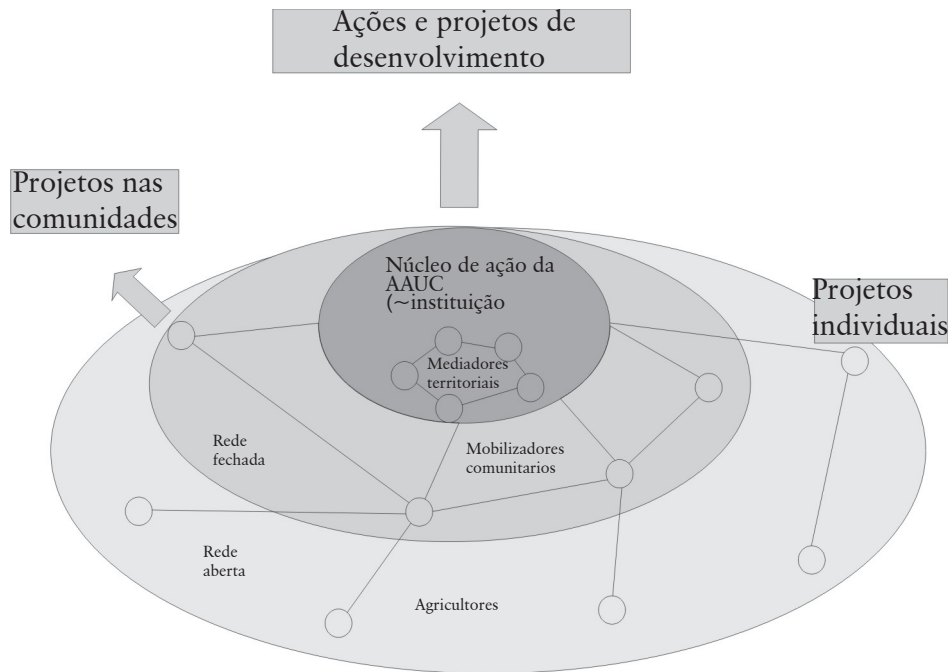 Ações e projetos de
desenvolvimento
Projetos nas
comunidades
Núcleo de ação da
AAUC
(~instituição
Projetos
individuais
Mediadores
territoriais
Rede
fechada
Mobilizadores
comunitarios
Rede
aberta
Agricultores